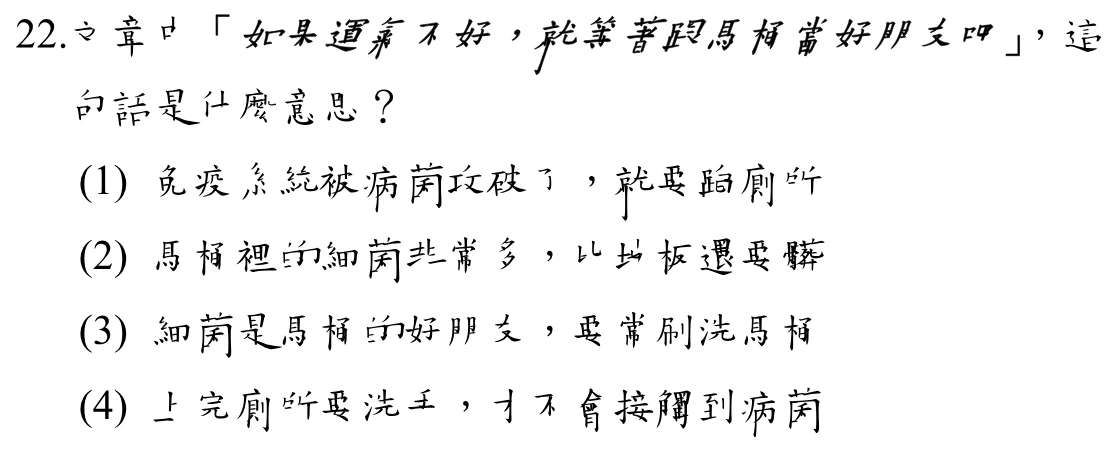 22.文章中「如果運氣不好，就等著跟馬桶當好朋友吧」，這
句話是什麼意思？
(1) 免疫系統被病菌攻破了，就要跑廁所
(2) 馬桶裡的細菌非常多，比地板還要髒
(3) 細菌是馬桶的好朋友，要常刷洗馬桶
(4) 上完廁所要洗手，才不會接觸到病菌